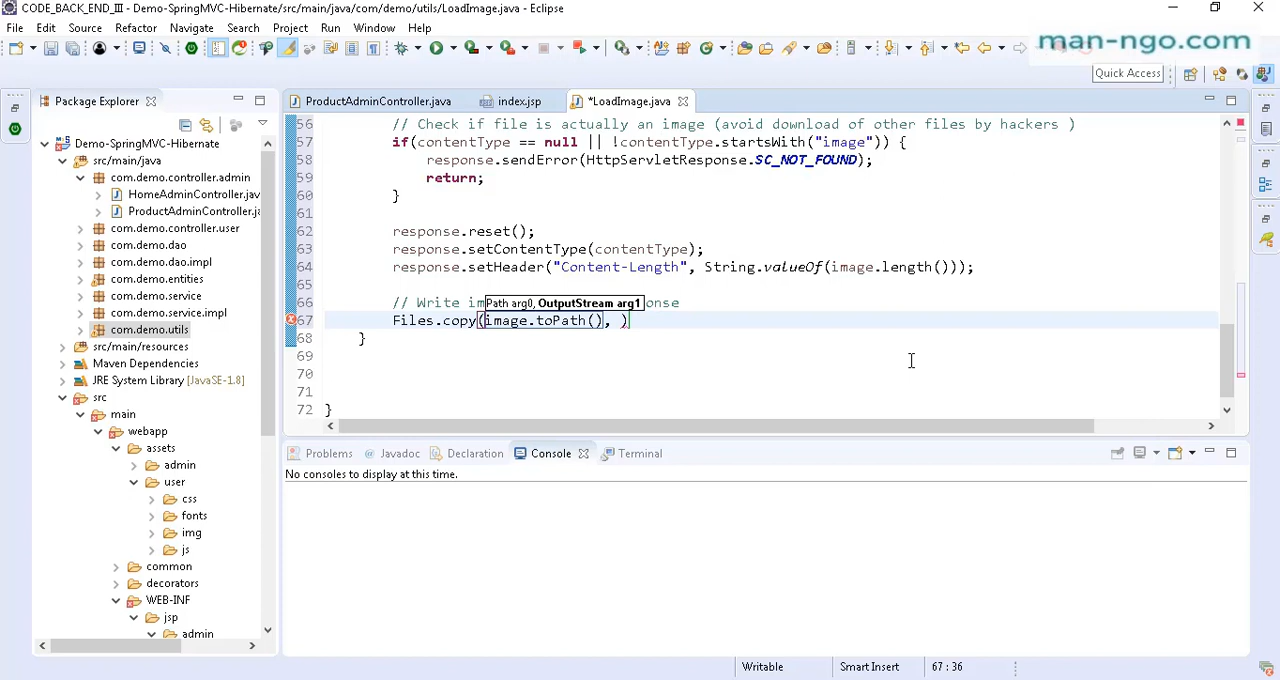 CODE_BACK_END_III - Demo-SpringMVC-Hibernate/src/main/java/com/demo/utils/LoadImage.java - Eclipse
File Edit Source Refactor Navigate Search Project Run Window Help
man-ngo.com
Quick Access
Package Explorer
ProductAdminController.java
index.jsp
*LoadImage.java
Demo-SpringMVC-Hibernate
src/main/java
com.demo.controller.admin
HomeAdminController.jav
ProductAdminController.ja
com.demo.controller.user
com.demo.dao
com.demo.dao.impl
com.demo.entities
com.demo.service
com.demo.service.impl
com.demo.utils
src/main/resources
Maven Dependencies
JRE System Library [JavaSE-1.8]
src
main
webapp
assets
admin
user
css
fonts
img
js
common
decorators
WEB-INF
jsp
admin
56 // Check if file is actually an image (avoid download of other files by hackers )
57 if(contentType == null || !contentType.startsWith("image")) {
58 response.sendError(HttpServletResponse.SC_NOT_FOUND);
59 return;
60 }
61
62 response.reset();
63 response.setContentType(contentType);
64 response.setHeader("Content-Length", String.valueOf(image.length()));
65
66 // Write im Path arg0, OutputStream arg1 onse
67 Files.copy(image.toPath(), )
68 }
69
70
71
72 }
Problems
@ Javadoc
Declaration
Console
Terminal
No consoles to display at this time.
Writable
Smart Insert
67 : 36